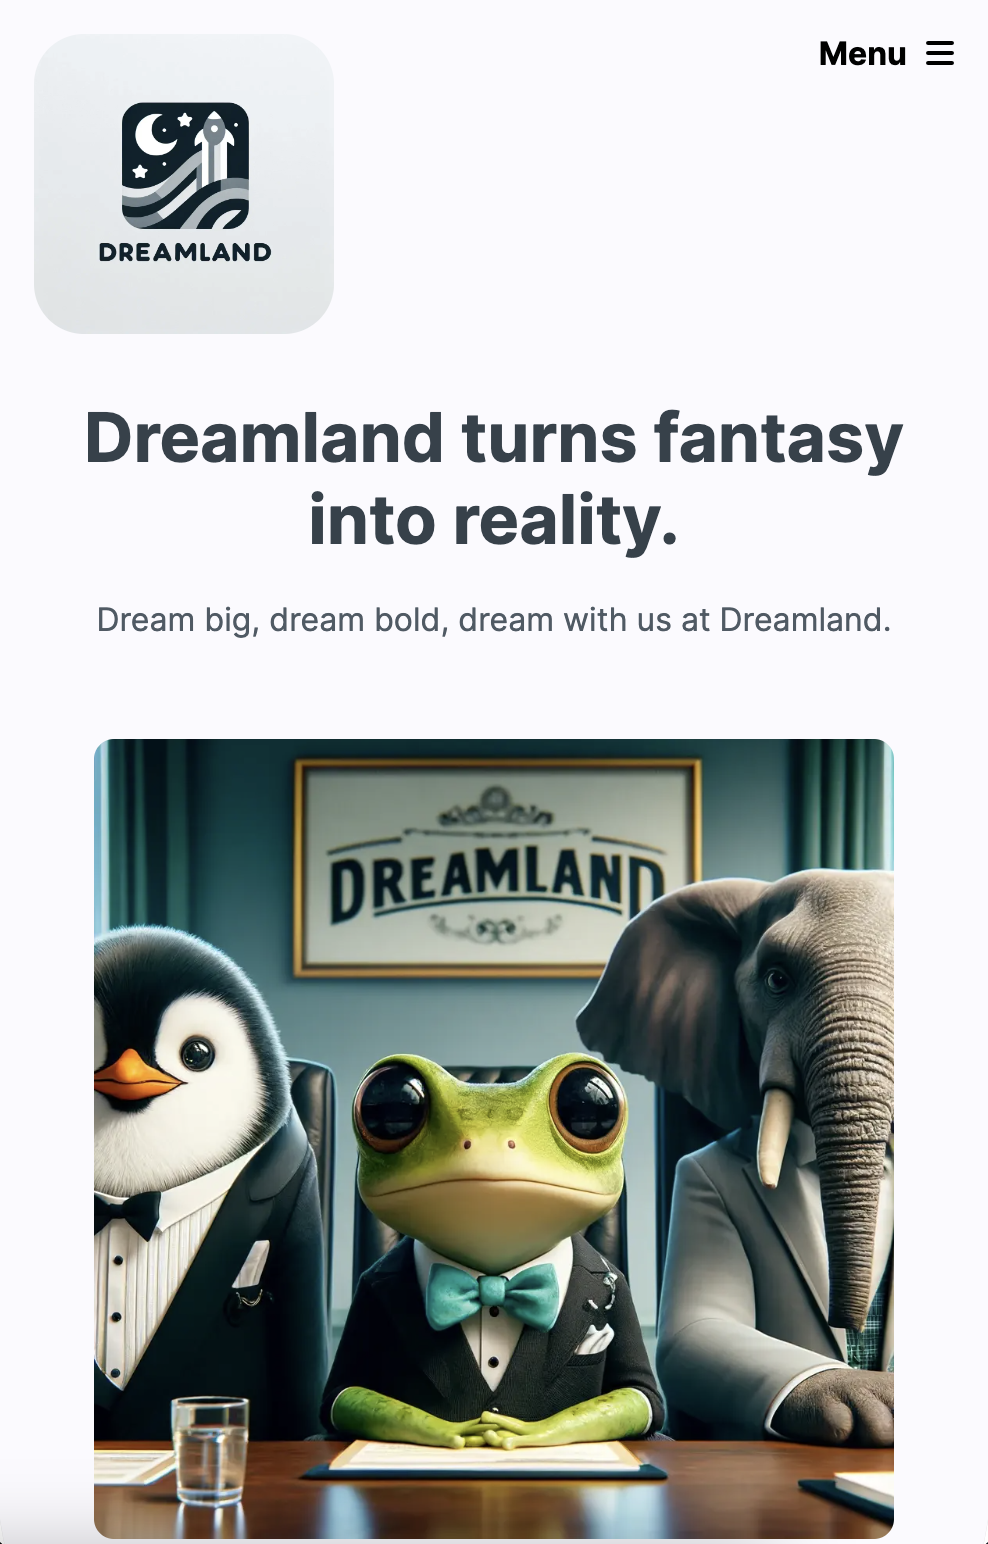 Menu
DREAMLAND
Dreamland turns fantasy
into reality.
Dream big, dream bold, dream with us at Dreamland.
DREAMLAND